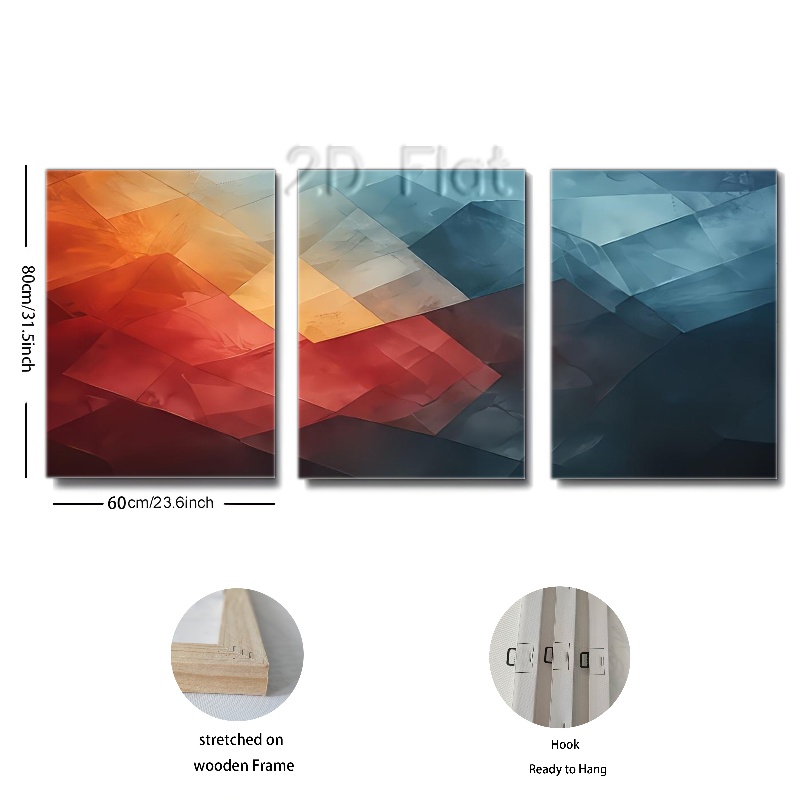 2D Flat
80cm/31.5inch
60cm/23.6inch
stretched on
wooden Frame
Hook
Ready to Hang